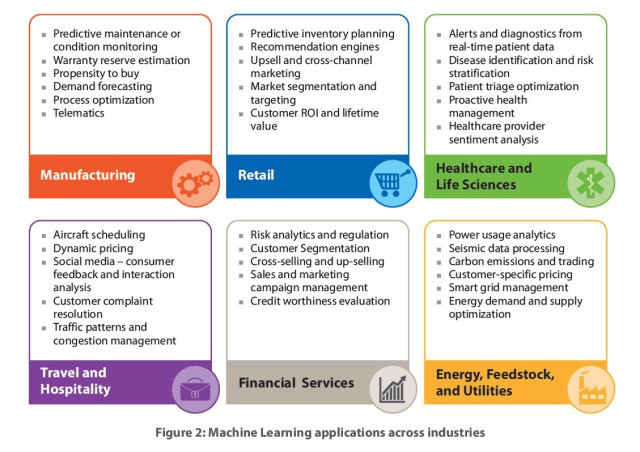 Predictive maintenance or
condition monitoring
Warranty reserve estimation
Propensity to buy
Demand forecasting
Process optimization
Telematics
Manufacturing
Predictive inventory planning
Recommendation engines
Upsell and cross-channel
marketing
Market segmentation and
targeting
Customer ROI and lifetime
value
Retail
Alerts and diagnostics from
real-time patient data
Disease identification and risk
stratification
Patient triage optimization
Proactive health
management
Healthcare provider
sentiment analysis
Healthcare and
Life Sciences
Aircraft scheduling
Dynamic pricing
Social media – consumer
feedback and interaction
analysis
Customer complaint
resolution
Traffic patterns and
congestion management
Travel and
Hospitality
Risk analytics and regulation
Customer Segmentation
Cross-selling and up-selling
Sales and marketing
campaign management
Credit worthiness evaluation
Financial Services
Power usage analytics
Seismic data processing
Carbon emissions and trading
Customer-specific pricing
Smart grid management
Energy demand and supply
optimization
Energy, Feedstock,
and Utilities
Figure 2: Machine Learning applications across industries